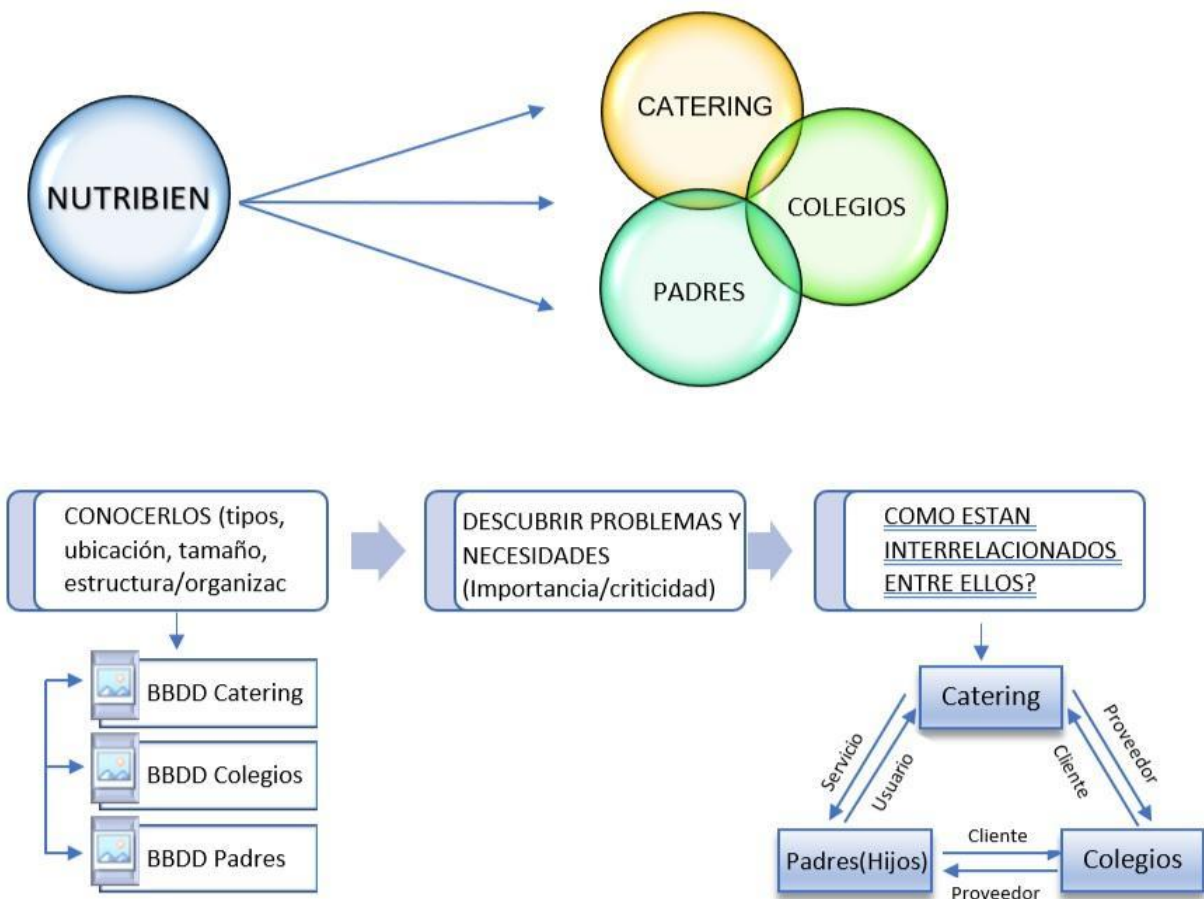 CATERING
NUTRIBIEN
COLEGIOS
PADRES
CONOCERLOS (tipos,
ubicación, tamaño,
estructura/organizac
DESCUBRIR PROBLEMAS Y
NECESIDADES
(Importancia/criticidad)
COMO ESTAN
INTERRELACIONADOS
ENTRE ELLOS?
BBDD Catering
BBDD Colegios
BBDD Padres
Catering
Servicio
Usuario
Proveedor
Cliente
Padres(Hijos)
Cliente
Proveedor
Colegios